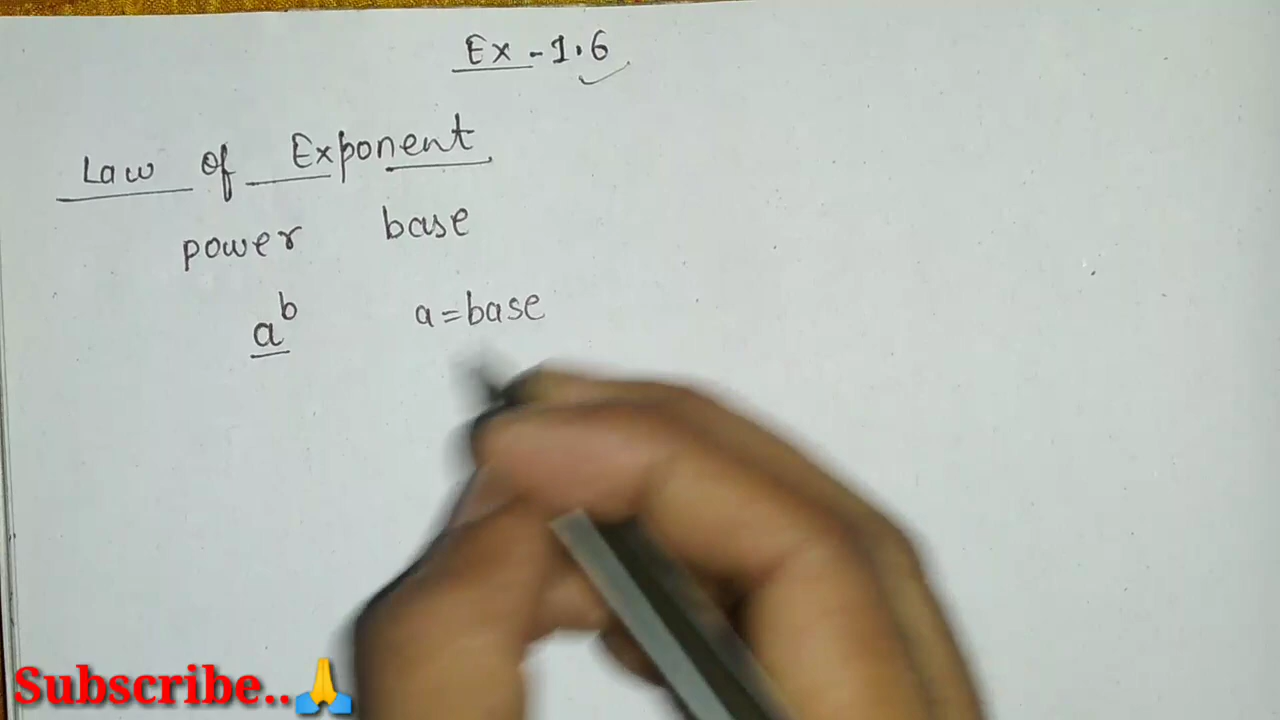 Ex - 1.6
Law of Exponent
power base
a^b a = base
Subscribe..🙏